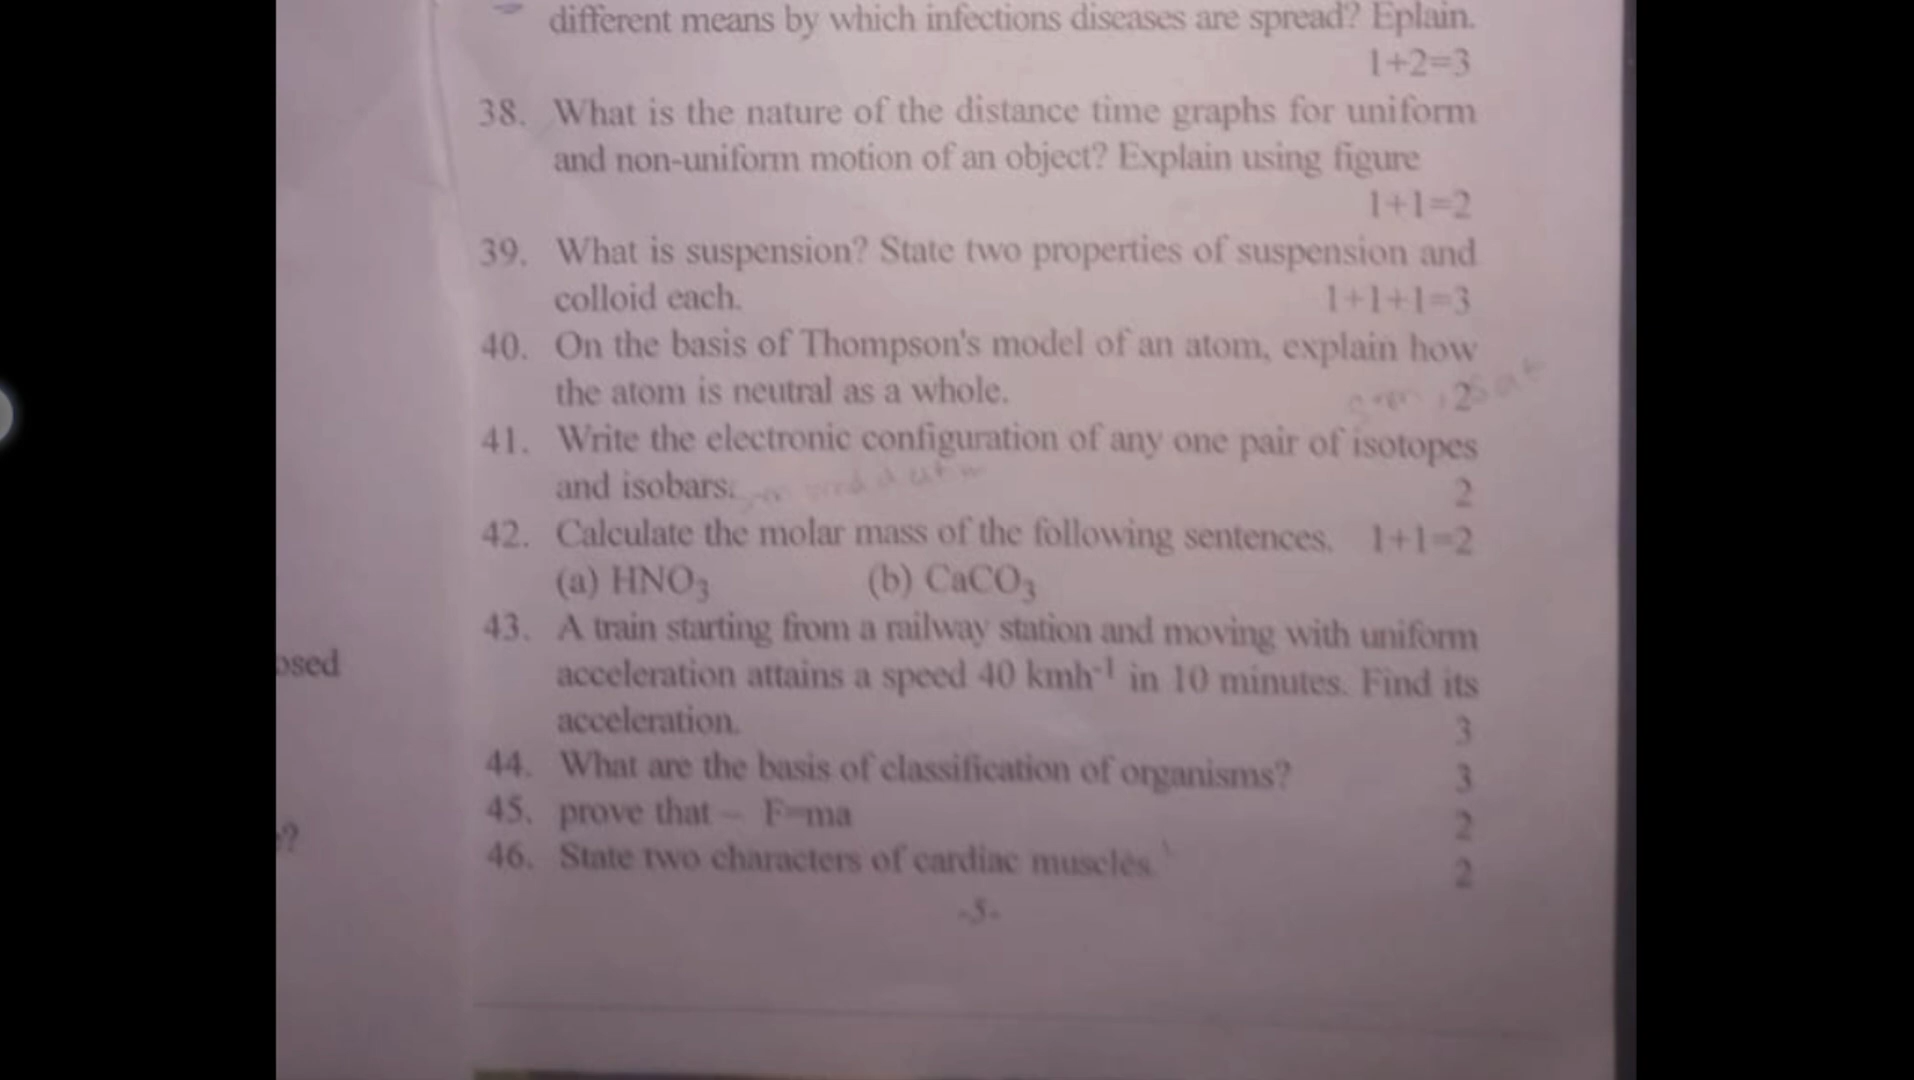 different means by which infections diseases are spread? Eplain.
1+2=3
38. What is the nature of the distance time graphs for uniform
and non-uniform motion of an object? Explain using figure
1+1=2
39. What is suspension? State two properties of suspension and
colloid each. 1+1+1=3
40. On the basis of Thompson's model of an atom, explain how
the atom is neutral as a whole. 2
41. Write the electronic configuration of any one pair of isotopes
and isobars. 2
42. Calculate the molar mass of the following sentences. 1+1=2
(a) HNO₃ (b) CaCO₃
43. A train starting from a railway station and moving with uniform
osed
acceleration attains a speed 40 kmh⁻¹ in 10 minutes. Find its
acceleration. 3
44. What are the basis of classification of organisms? 3
45. prove that – F=ma 2
?
46. State two characters of cardiac muscles. 2
-5-